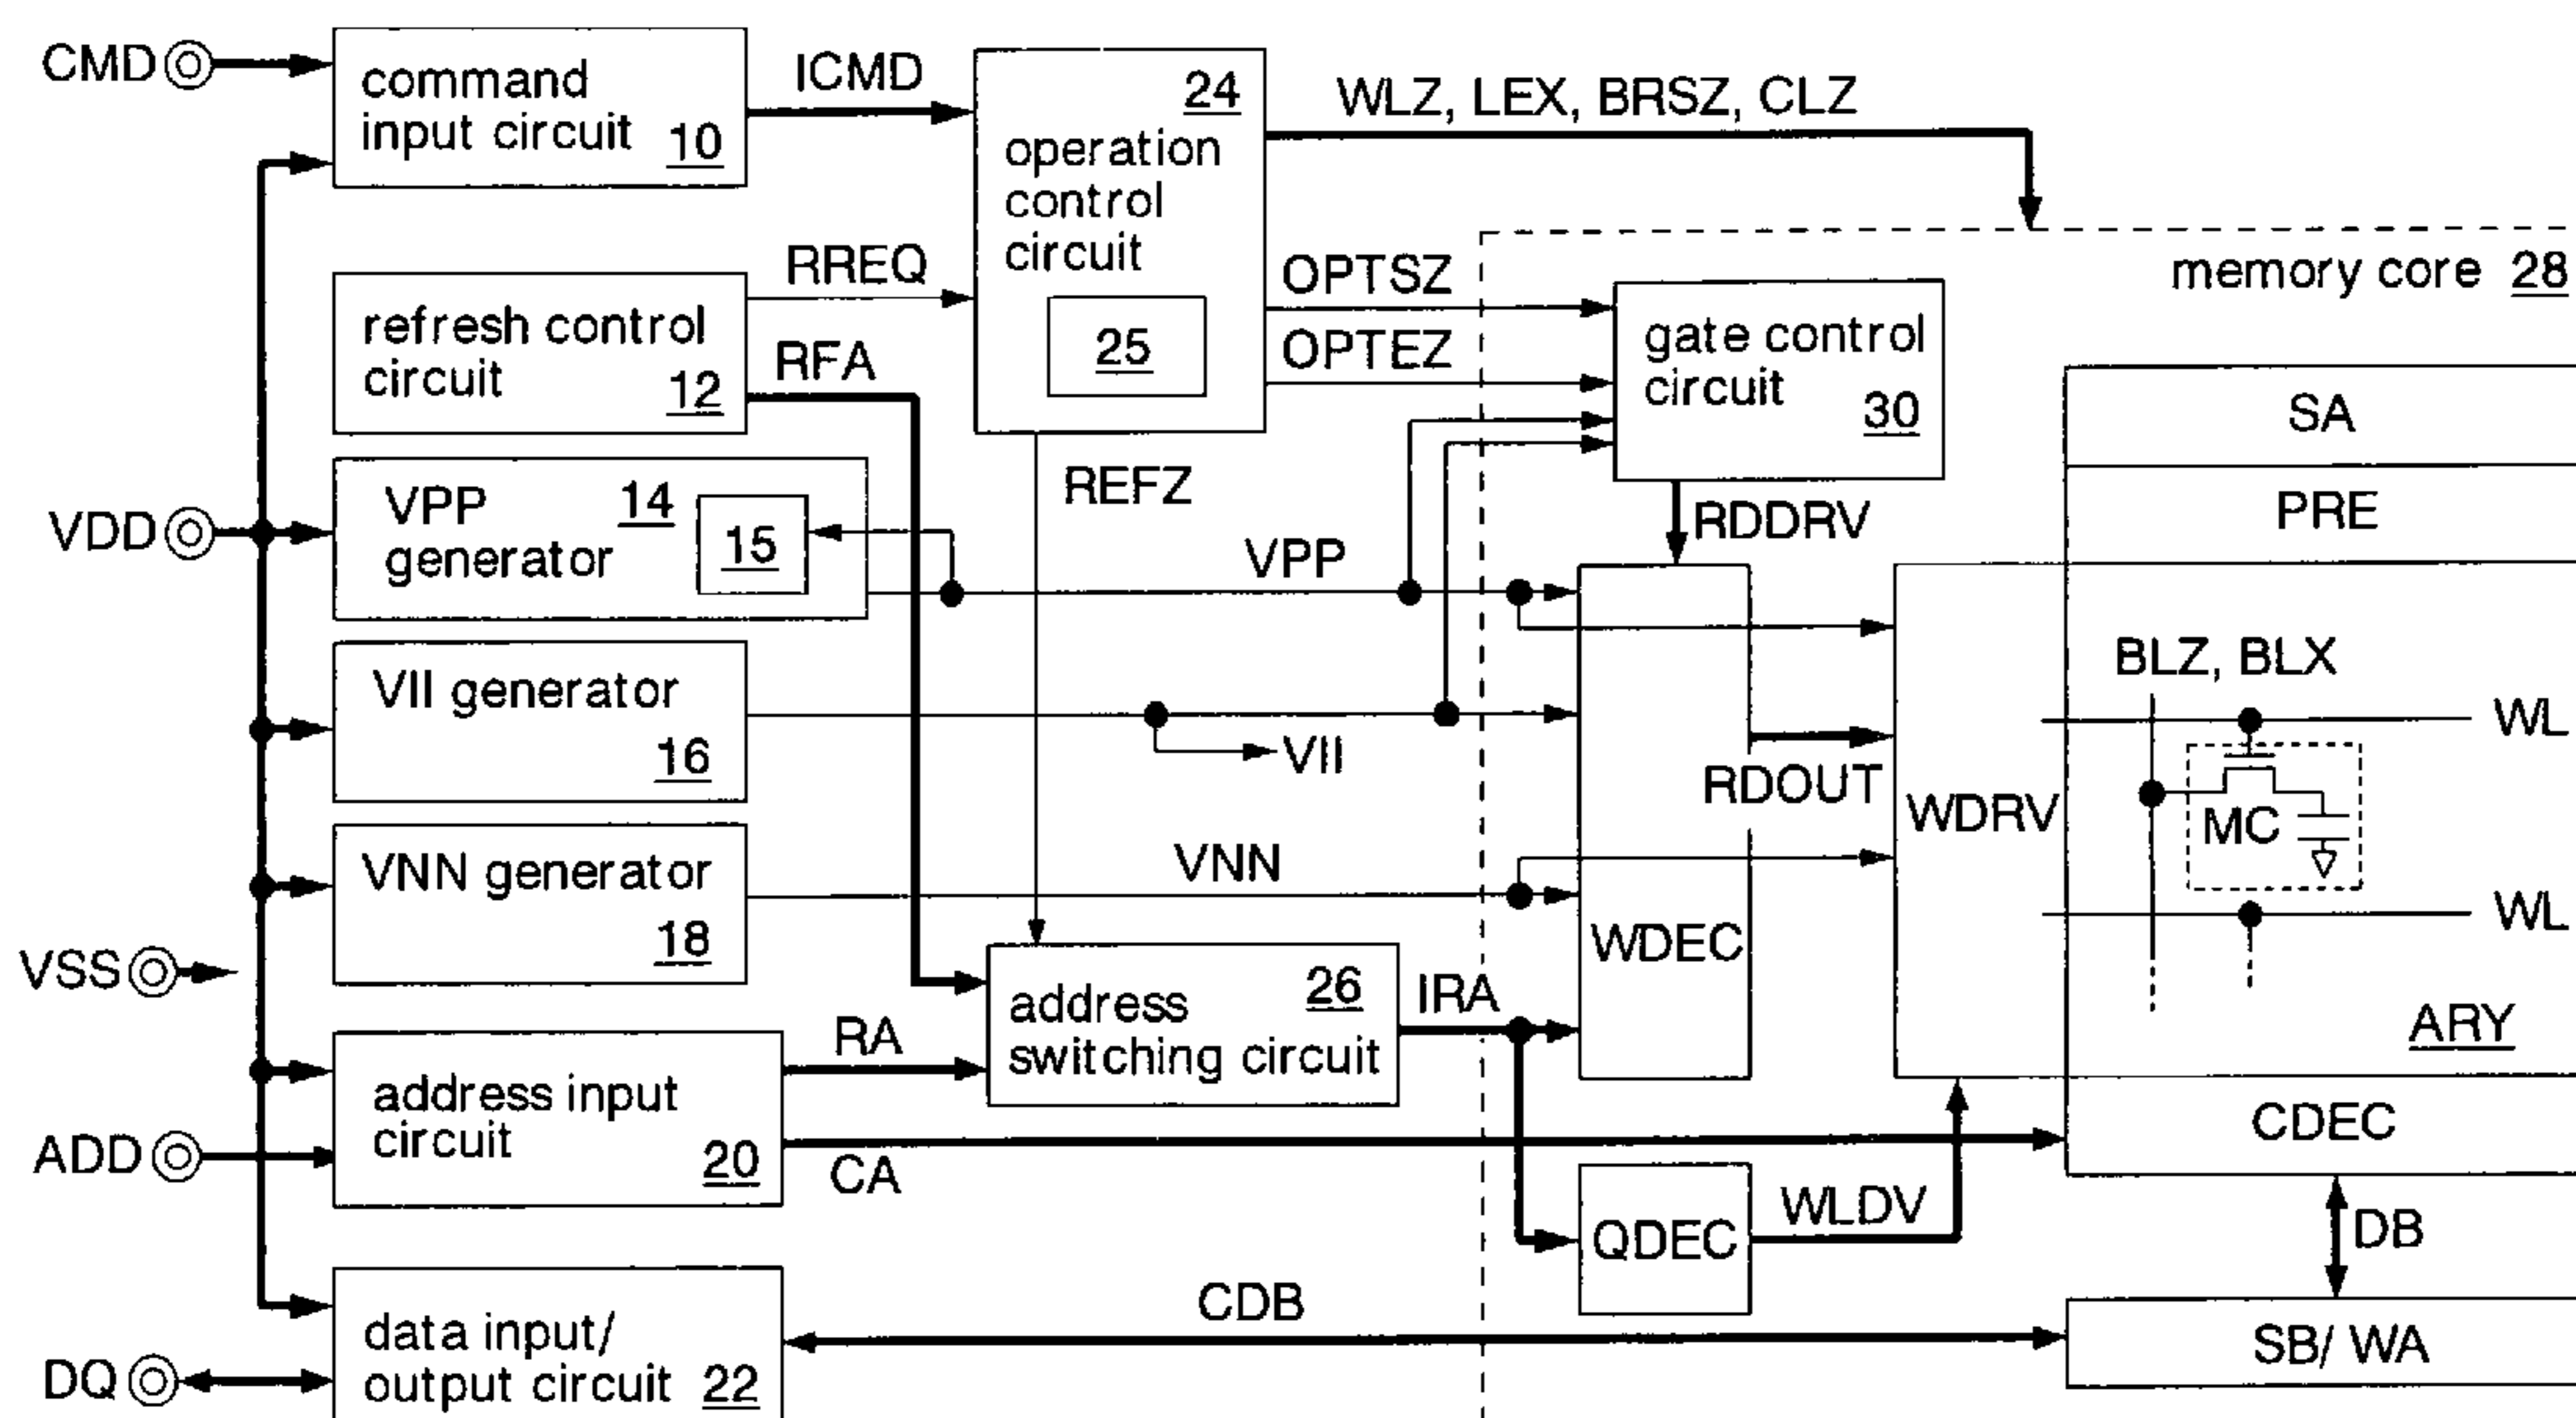 CMD
command
input circuit 10
ICMD
24
operation
control
circuit
25
WLZ, LEX, BRSZ, CLZ
RREQ
refresh control
circuit 12
RFA
OPTSZ
OPTEZ
memory core 28
gate control
circuit 30
SA
PRE
REFZ
RDDRV
VDD
VPP
generator
14
15
VPP
VII generator
16
VII
RDOUT
WDRV
BLZ, BLX
WL
MC
WL
VNN generator
18
VNN
WDEC
VSS
26
address
switching circuit
IRA
ARY
RA
address input
circuit 20
ADD
CA
CDEC
QDEC
WLDV
DB
CDB
data input/
output circuit 22
DQ
SB/ WA